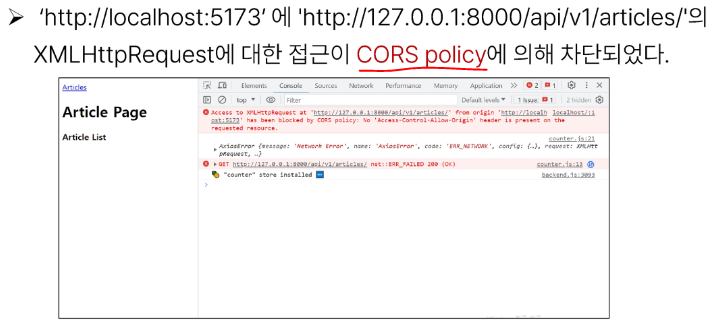 ➤ ‘http://localhost:5173’ 에 'http://127.0.0.1:8000/api/v1/articles/'의
XMLHttpRequest에 대한 접근이 CORS policy에 의해 차단되었다.
Articles
Article Page
Article List
Elements Console Sources Network Performance Memory Application 2 1
top Filter Default levels 1 Issue: 1 2 hidden
Access to XMLHttpRequest at 'http://127.0.0.1:8000/api/v1/articles/' from origin 'http://localh localhost/:1
ost:5173' has been blocked by CORS policy: No 'Access-Control-Allow-Origin' header is present on the
requested resource.
counter.js:21
AxiosError {message: 'Network Error', name: 'AxiosError', code: 'ERR_NETWORK', config: {…}, request: XMLHtt
pRequest, …}
GET http://127.0.0.1:8000/api/v1/articles/ net::ERR_FAILED 200 (OK) counter.js:13
"counter" store installed backend.js:3093